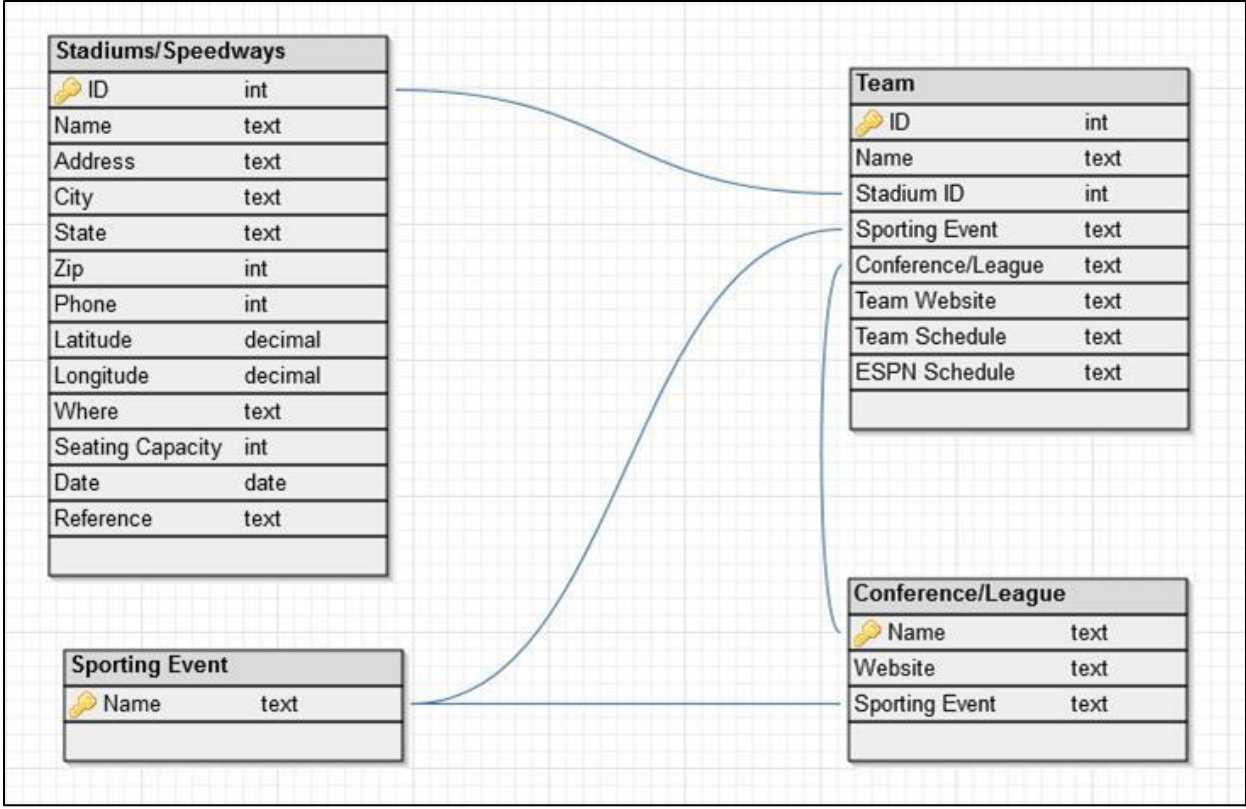 Stadiums/Speedways
ID int
Name text
Address text
City text
State text
Zip int
Phone int
Latitude decimal
Longitude decimal
Where text
Seating Capacity int
Date date
Reference text
Team
ID int
Name text
Stadium ID int
Sporting Event text
Conference/League text
Team Website text
Team Schedule text
ESPN Schedule text
Sporting Event
Name text
Conference/League
Name text
Website text
Sporting Event text